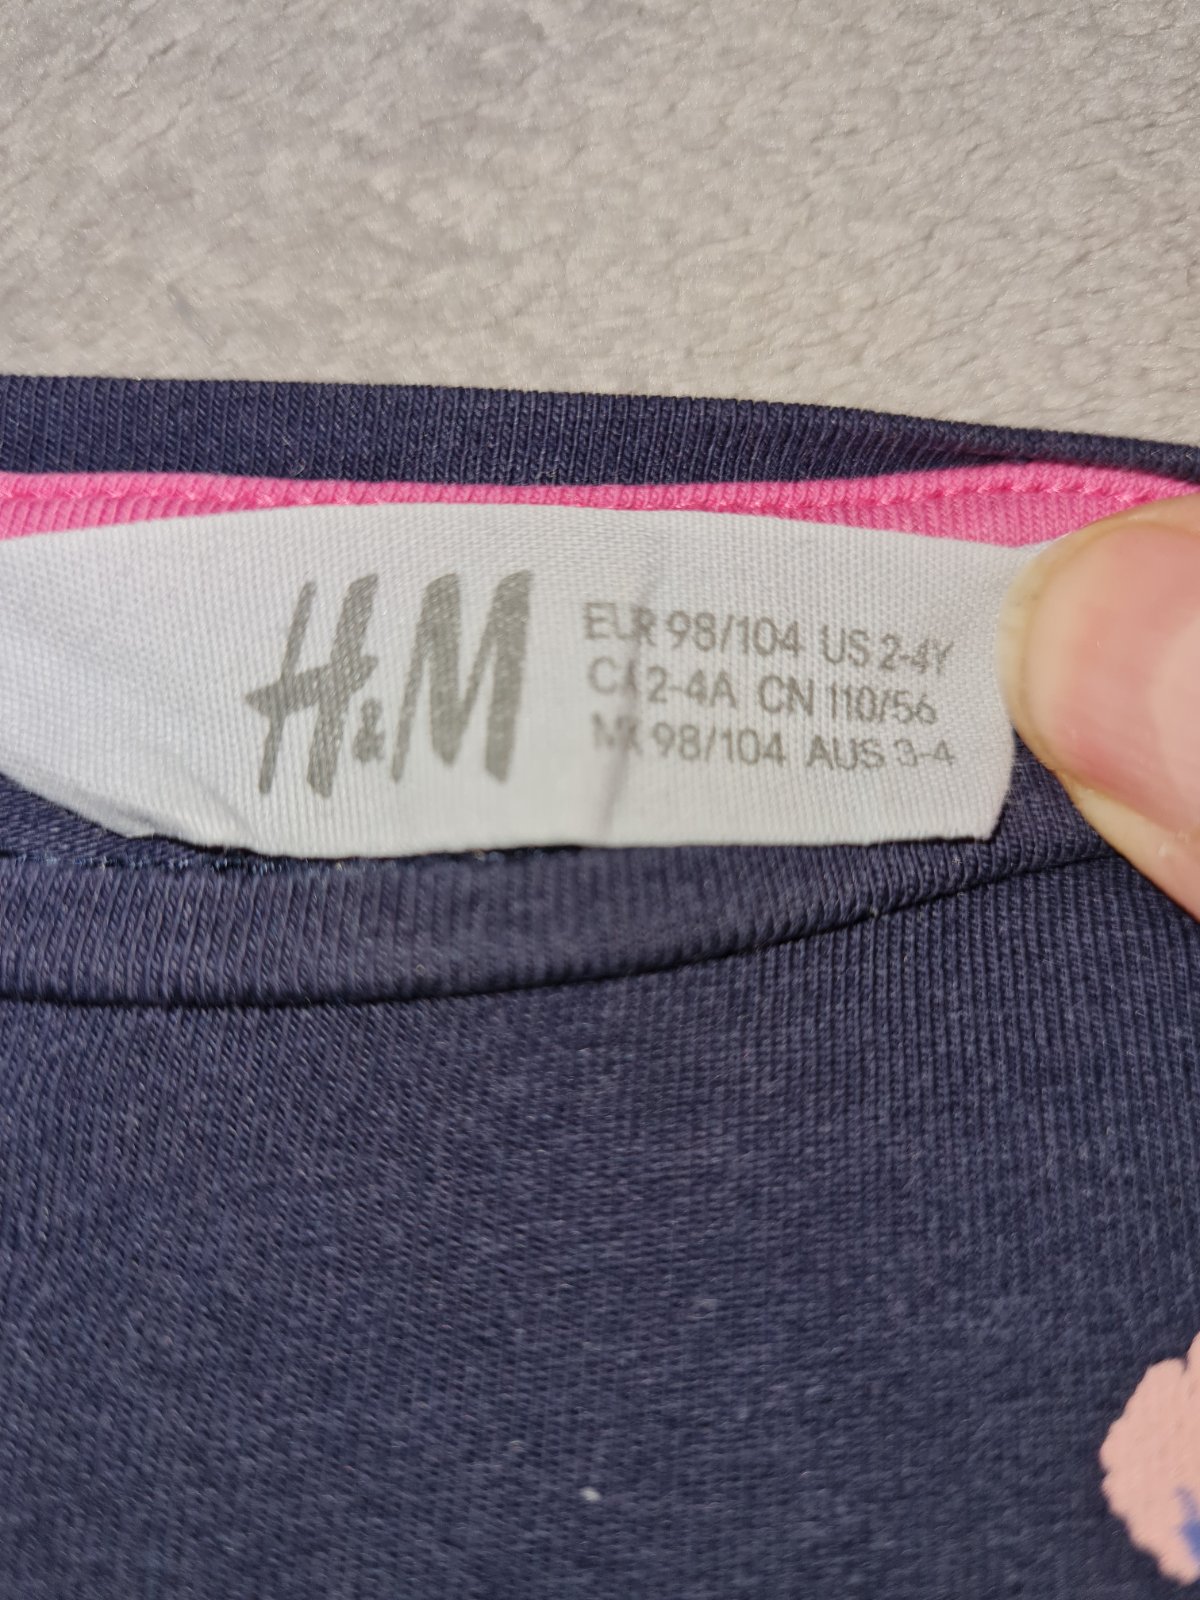 H&M
EUR 98/104 US 2-4Y
CA 2-4A CN 110/56
MX 98/104 AUS 3-4